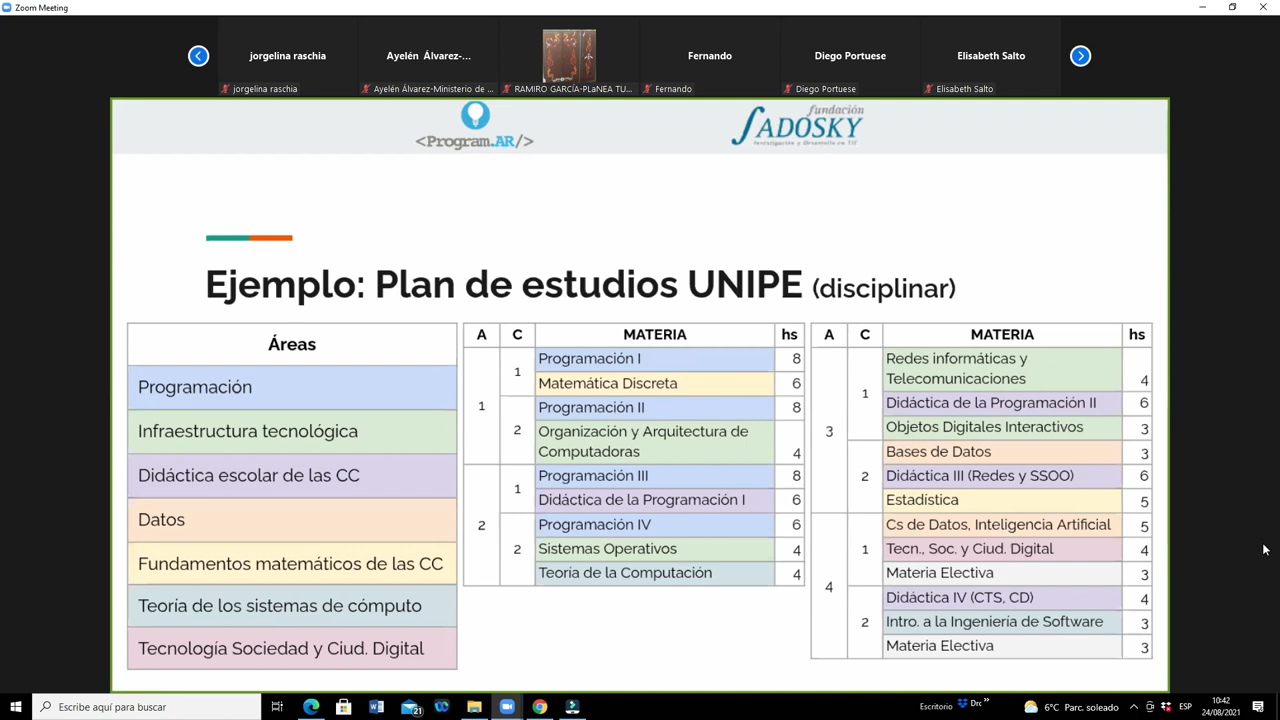 Zoom Meeting
jorgelina raschia
Ayelén Álvarez-...
Fernando
Diego Portuese
Elisabeth Salto
jorgelina raschia
Ayelén Álvarez-Ministerio de ...
RAMIRO GARCÍA-PLaNEA TU...
Fernando
Diego Portuese
Elisabeth Salto
<Program.AR/>
fundación
SADOSKY
Investigación y Desarrollo en TIC
Ejemplo: Plan de estudios UNIPE (disciplinar)
Áreas
Programación
Infraestructura tecnológica
Didáctica escolar de las CC
Datos
Fundamentos matemáticos de las CC
Teoría de los sistemas de cómputo
Tecnología Sociedad y Ciud. Digital
A C MATERIA hs
1 1 Programación I 8
Matemática Discreta 6
2 Programación II 8
Organización y Arquitectura de
Computadoras 4
2 1 Programación III 8
Didáctica de la Programación I 6
2 Programación IV 6
Sistemas Operativos 4
Teoría de la Computación 4
A C MATERIA hs
3 1 Redes informáticas y
Telecomunicaciones 4
Didáctica de la Programación II 6
Objetos Digitales Interactivos 3
2 Bases de Datos 3
Didáctica III (Redes y SSOO) 6
Estadística 5
4 1 Cs de Datos, Inteligencia Artificial 5
Tecn., Soc. y Ciud. Digital 4
Materia Electiva 3
2 Didáctica IV (CTS, CD) 4
Intro. a la Ingeniería de Software 3
Materia Electiva 3
Escribe aquí para buscar
21
Escritorio
Drc
»
6°C Parc. soleado
ESP
10:42
24/08/2021